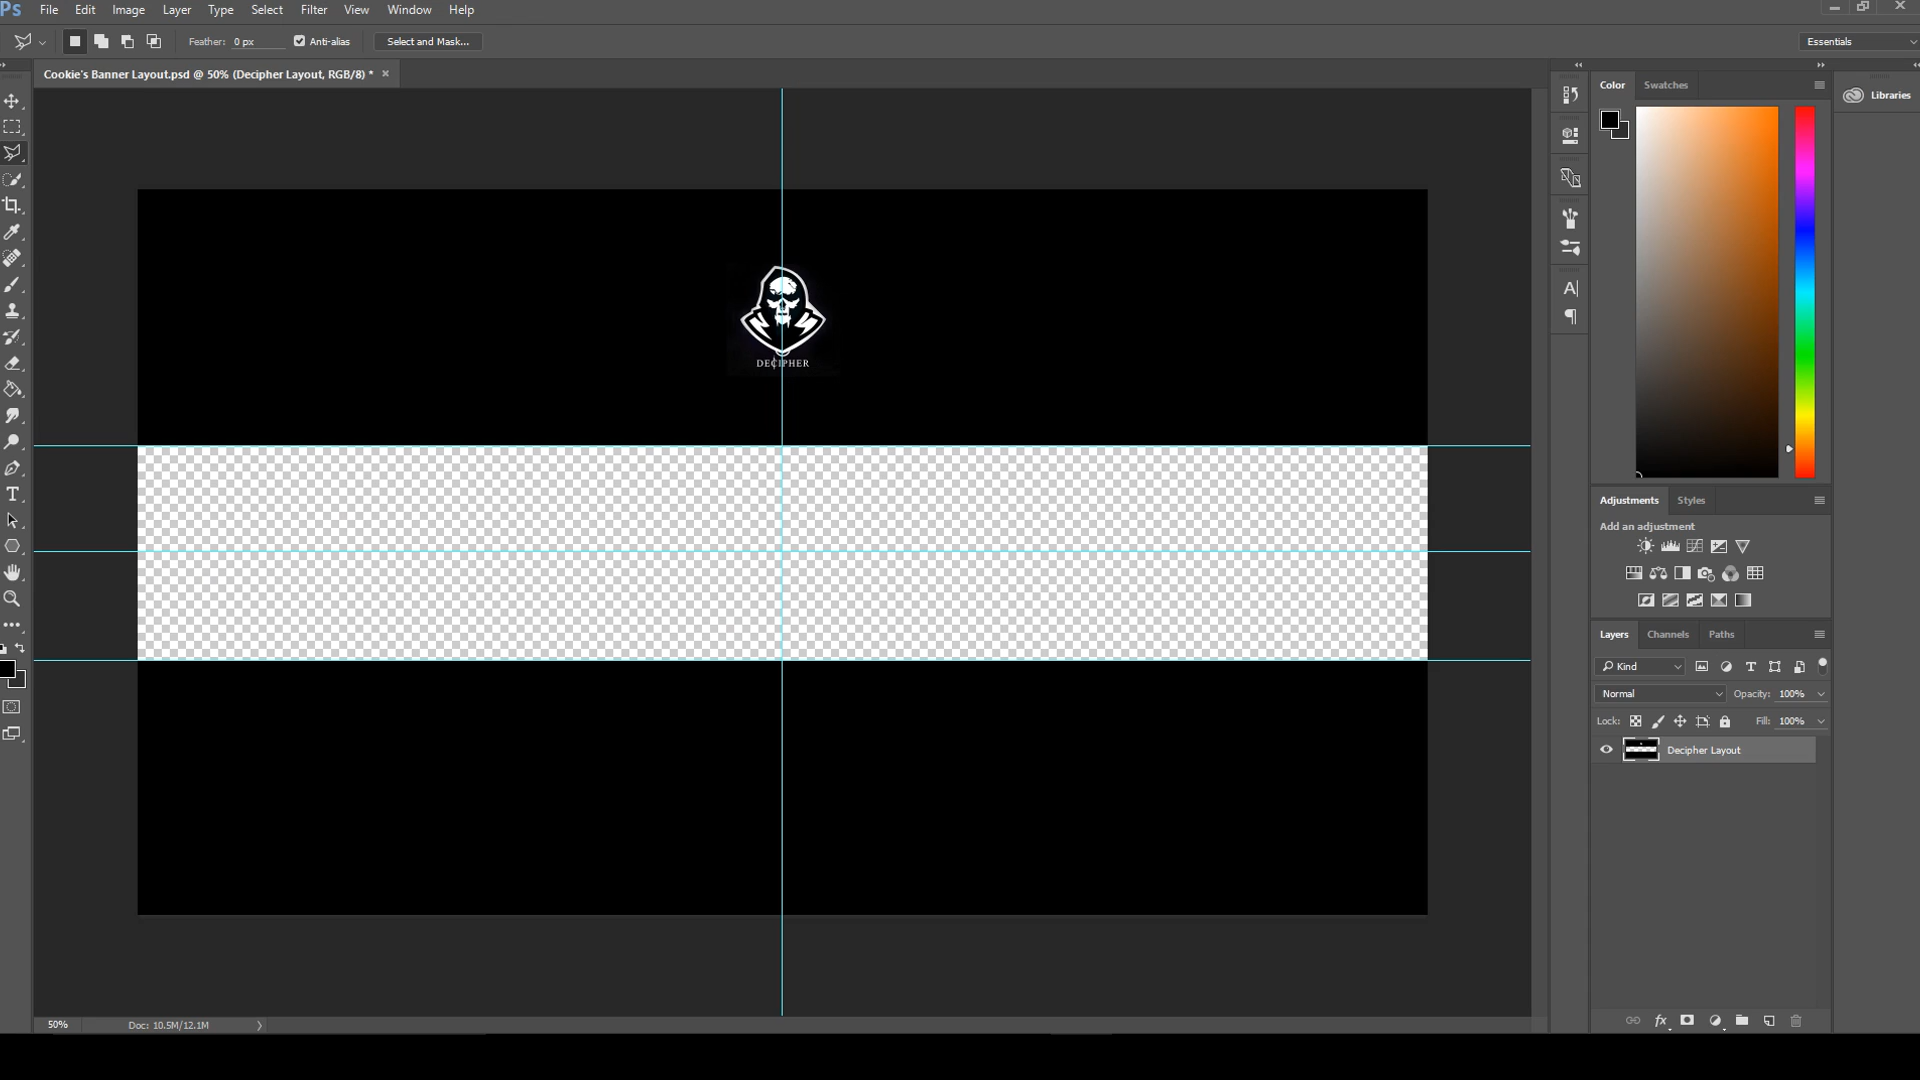 Ps File Edit Image Layer Type Select Filter View Window Help
Feather: 0 px Anti-alias Select and Mask... Essentials
Cookie's Banner Layout.psd @ 50% (Decipher Layout, RGB/8) * ×
Color Swatches
Libraries
DECIPHER
Adjustments Styles
Add an adjustment
Layers Channels Paths
Kind
Normal Opacity: 100%
Lock: Fill: 100%
Decipher Layout
fx
50% Doc: 10.5M/12.1M